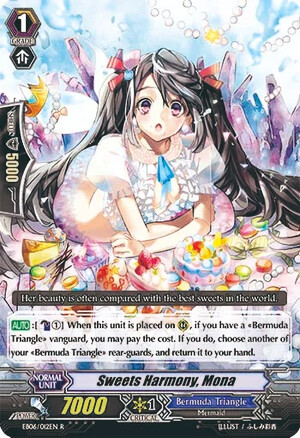 1
GRADE
SHIELD
5000
Her beauty is often compared with the best sweets in the world.
AUTO :[ (1)] When this unit is placed on , if you have a «Bermuda
Triangle» vanguard, you may pay the cost. If you do, choose another of
your «Bermuda Triangle» rear-guards, and return it to your hand.
NORMAL
UNIT
Sweets Harmony, Mona
POWER
7000
1
CRITICAL
Bermuda Triangle
Mermaid
EB06/012EN R
ILLUST / ふしみ彩香